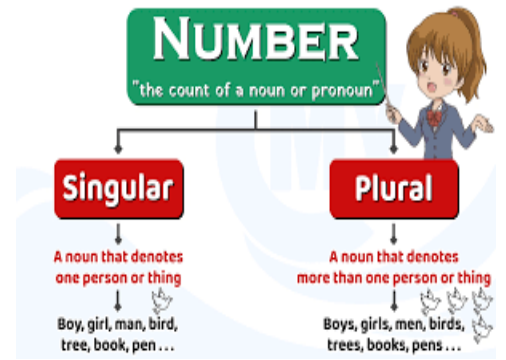 NUMBER
"the count of a noun or pronoun"
Singular
Plural
A noun that denotes
one person or thing
A noun that denotes
more than one person or thing
Boy, girl, man, bird,
tree, book, pen ...
Boys, girls, men, birds,
trees, books, pens ...